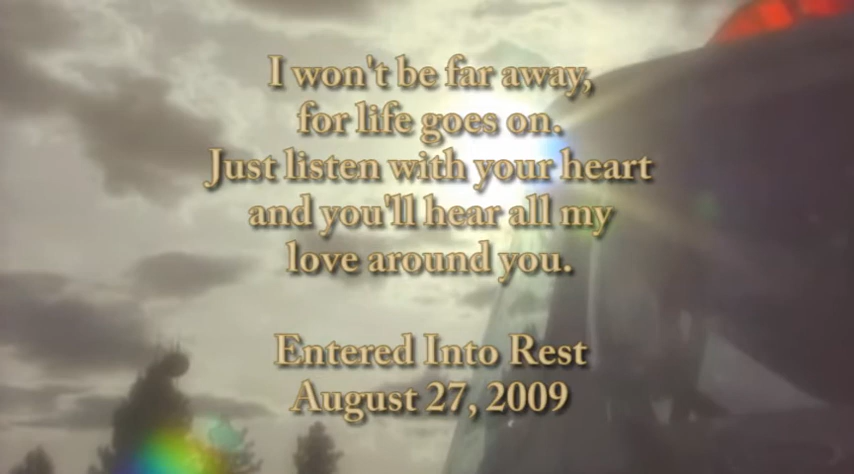 I won't be far away,
for life goes on.
Just listen with your heart
and you'll hear all my
love around you.
Entered Into Rest
August 27, 2009